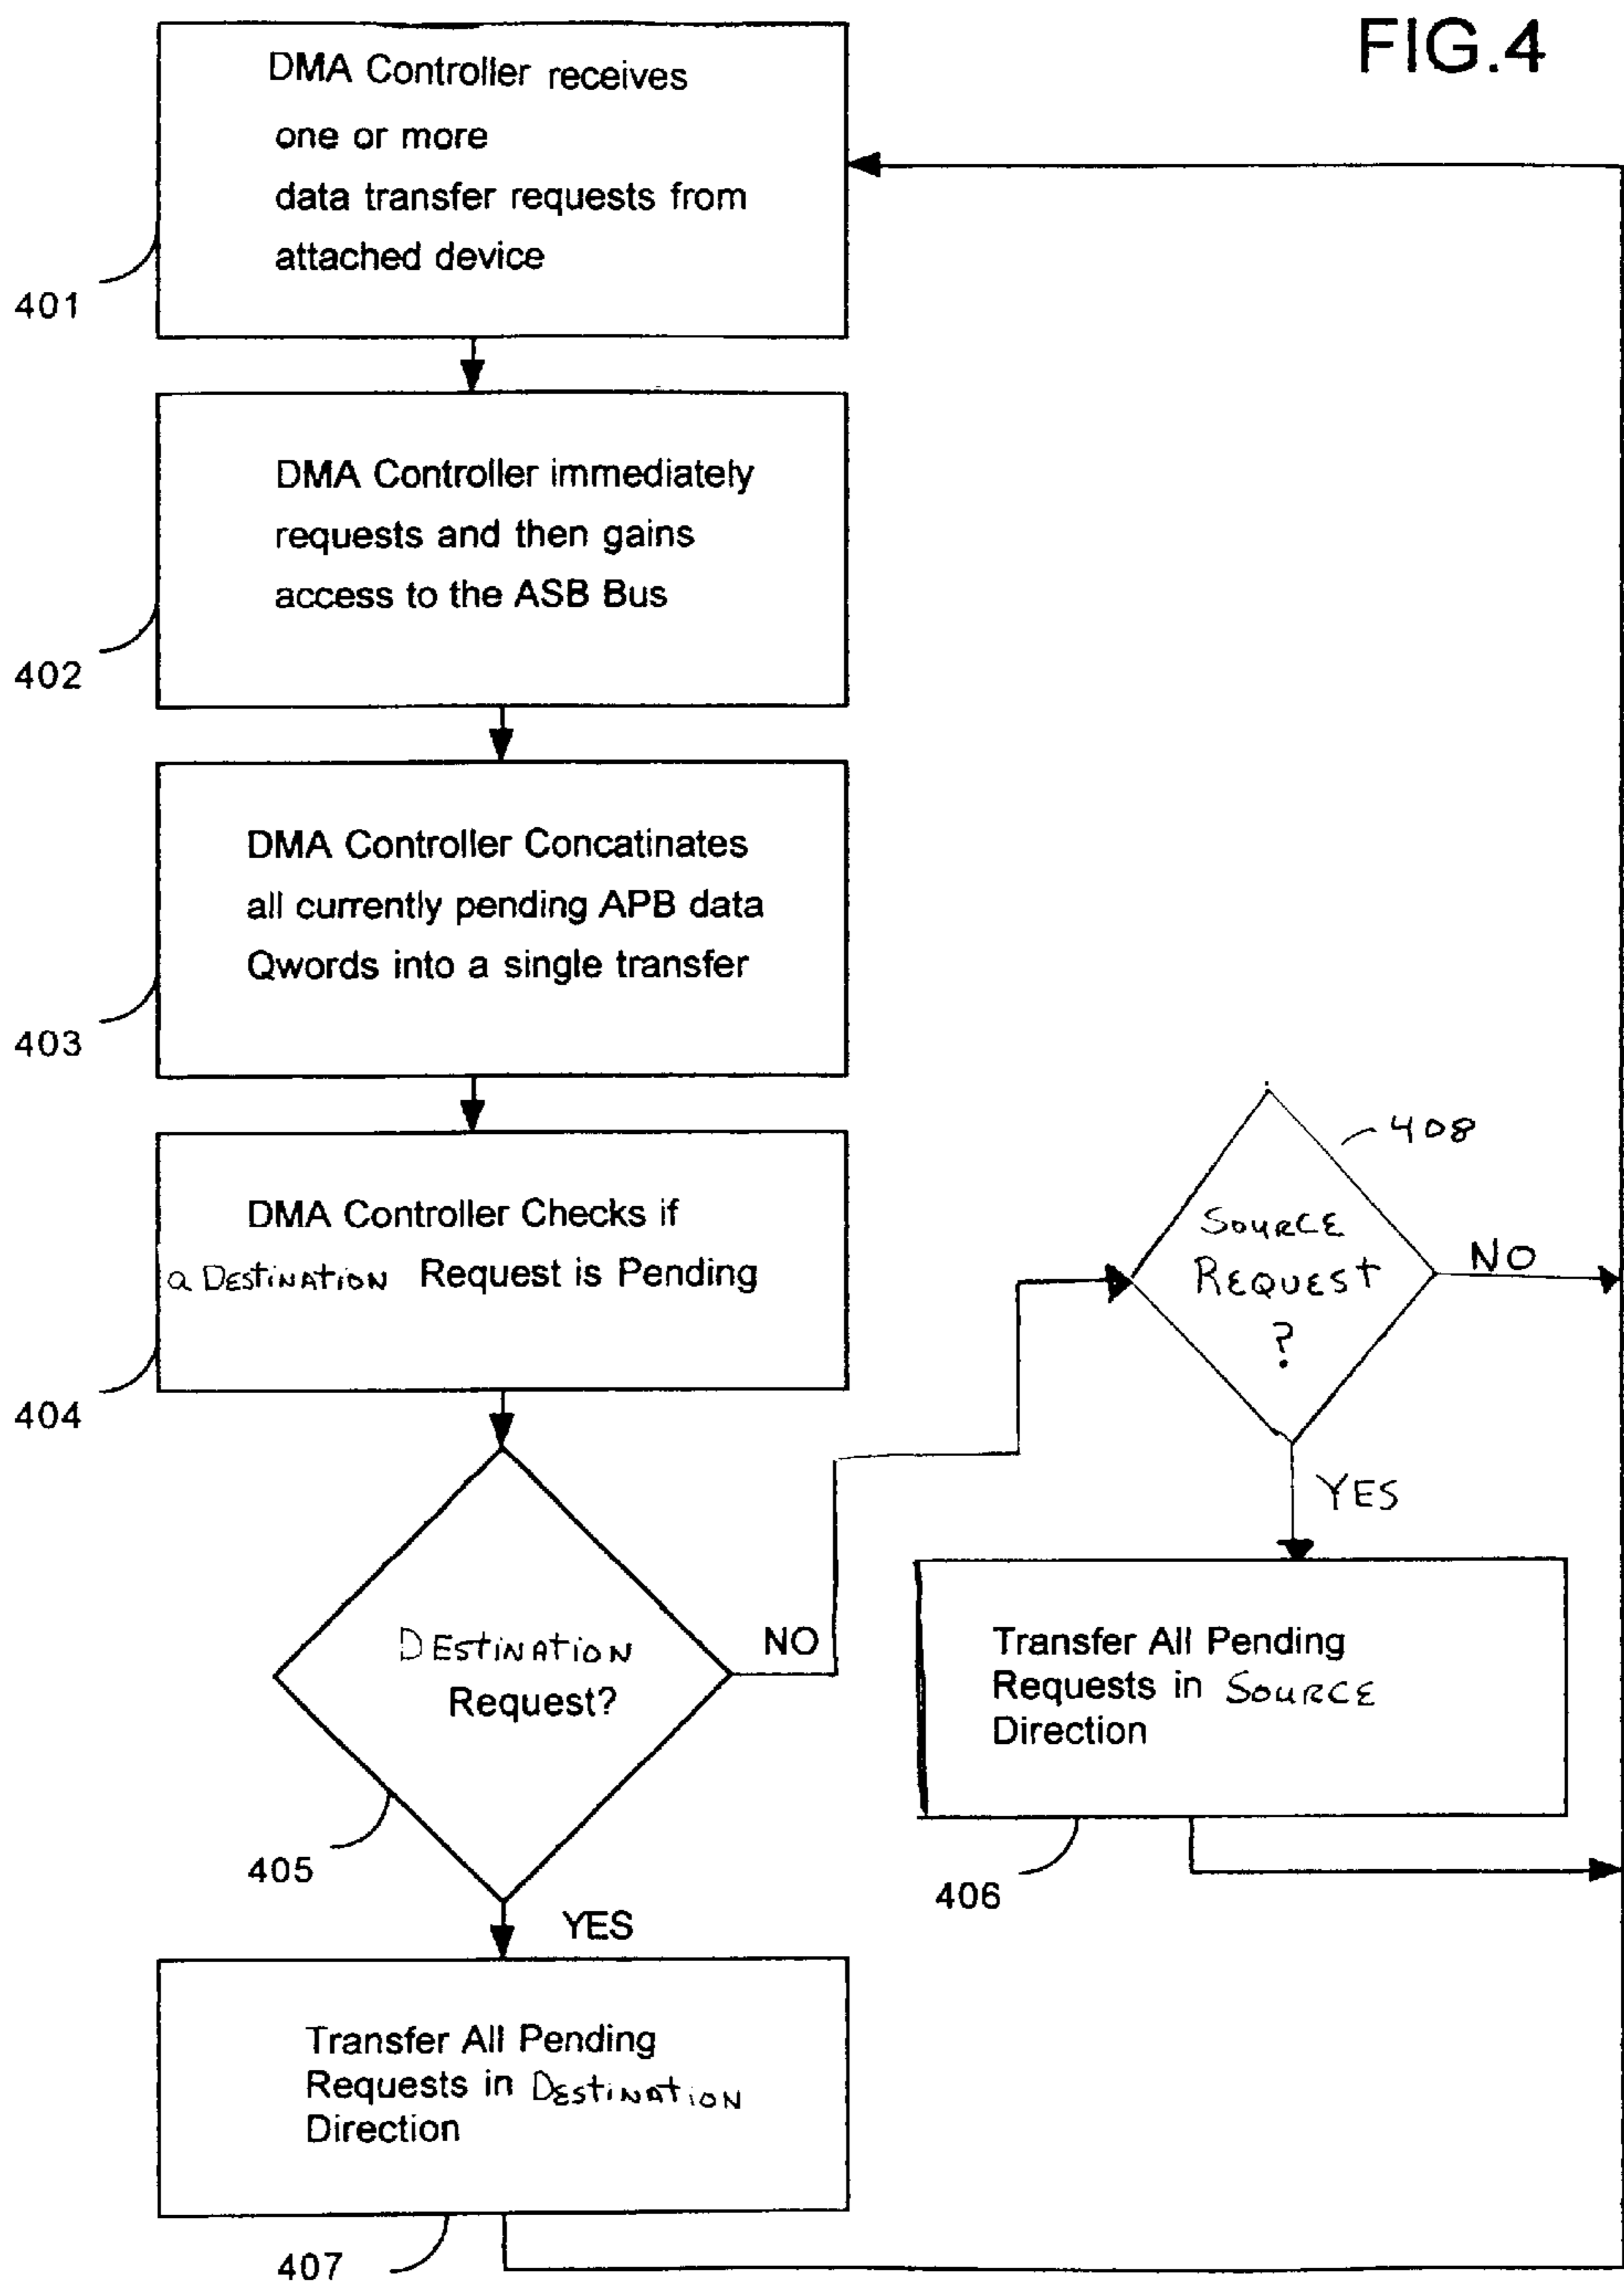 FIG.4
DMA Controller receives
one or more
data transfer requests from
attached device
401
DMA Controller immediately
requests and then gains
access to the ASB Bus
402
DMA Controller Concatinates
all currently pending APB data
Qwords into a single transfer
403
DMA Controller Checks if
a DESTINATION Request is Pending
404
408
SOURCE
REQUEST
?
NO
YES
DESTINATION
Request?
NO
405
YES
Transfer All Pending
Requests in SOURCE
Direction
406
Transfer All Pending
Requests in DESTINATION
Direction
407